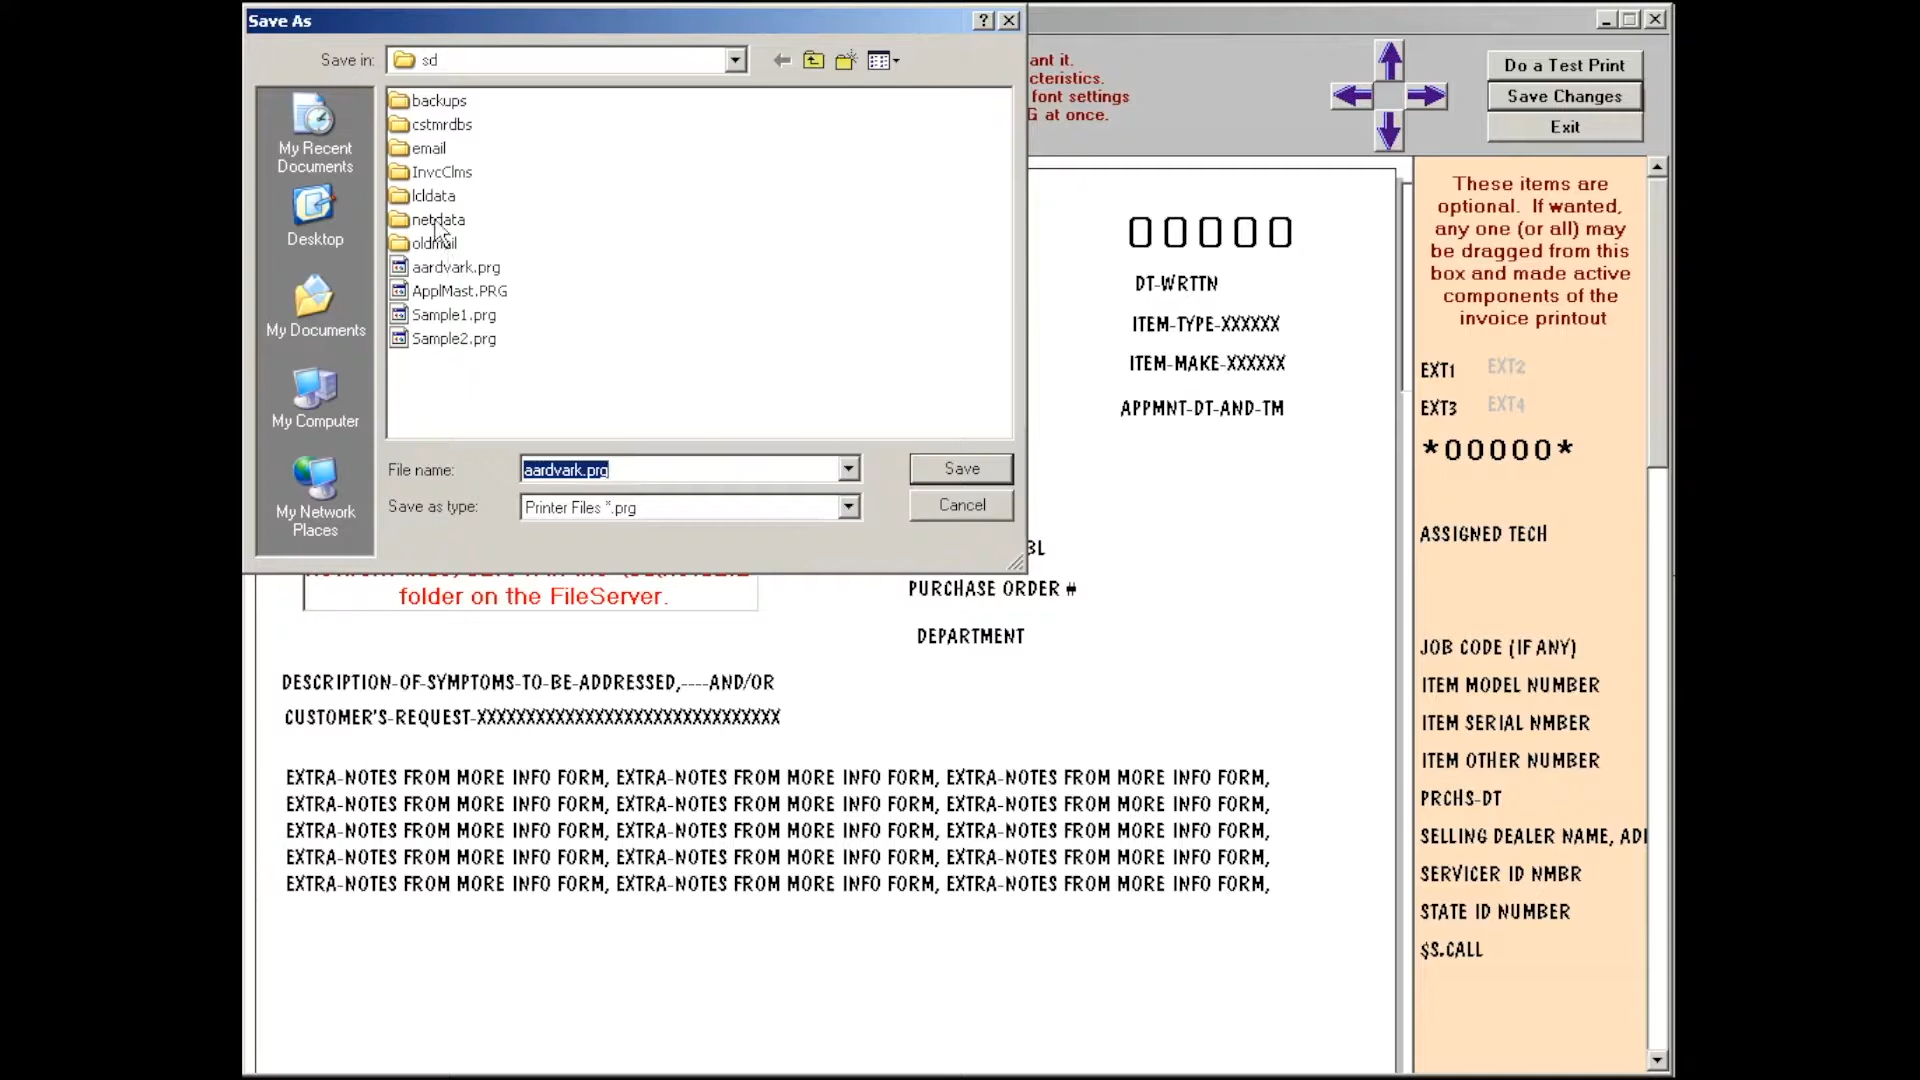 Save As
Save in:
sd
My Recent
Documents
Desktop
My Documents
My Computer
My Network
Places
backups
cstmrdbs
email
InvcClms
lcldata
netdata
oldmail
aardvark.prg
ApplMast.PRG
Sample1.prg
Sample2.prg
File name:
aardvark.prg
Save
Save as type:
Printer Files *.prg
Cancel
ant it.
cteristics.
font settings
at once.
Do a Test Print
Save Changes
Exit
00000
DT-WRTTN
ITEM-TYPE-XXXXXX
ITEM-MAKE-XXXXXX
APPMNT-DT-AND-TM
BL
folder on the FileServer.
PURCHASE ORDER #
DEPARTMENT
DESCRIPTION-OF-SYMPTOMS-TO-BE-ADDRESSED,----AND/OR
CUSTOMER'S-REQUEST-XXXXXXXXXXXXXXXXXXXXXXXXXXXXXXX
EXTRA-NOTES FROM MORE INFO FORM, EXTRA-NOTES FROM MORE INFO FORM, EXTRA-NOTES FROM MORE INFO FORM,
EXTRA-NOTES FROM MORE INFO FORM, EXTRA-NOTES FROM MORE INFO FORM, EXTRA-NOTES FROM MORE INFO FORM,
EXTRA-NOTES FROM MORE INFO FORM, EXTRA-NOTES FROM MORE INFO FORM, EXTRA-NOTES FROM MORE INFO FORM,
EXTRA-NOTES FROM MORE INFO FORM, EXTRA-NOTES FROM MORE INFO FORM, EXTRA-NOTES FROM MORE INFO FORM,
EXTRA-NOTES FROM MORE INFO FORM, EXTRA-NOTES FROM MORE INFO FORM, EXTRA-NOTES FROM MORE INFO FORM,
These items are
optional. If wanted,
any one (or all) may
be dragged from this
box and made active
components of the
invoice printout
EXT1 EXT2
EXT3 EXT4
*00000*
ASSIGNED TECH
JOB CODE (IF ANY)
ITEM MODEL NUMBER
ITEM SERIAL NMBER
ITEM OTHER NUMBER
PRCHS-DT
SELLING DEALER NAME, ADI
SERVICER ID NMBR
STATE ID NUMBER
$S.CALL